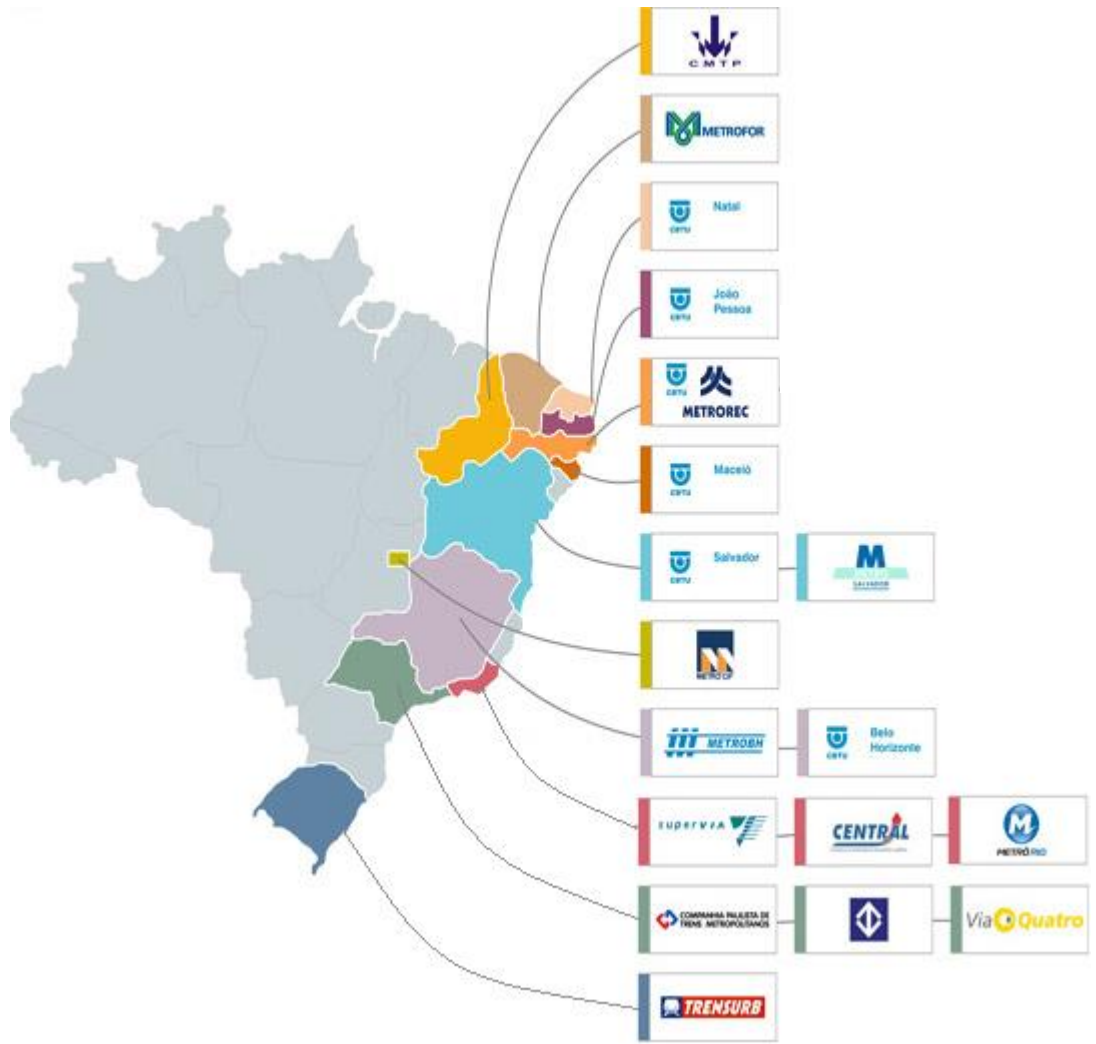 CMTP
METROFOR
CBTU
Natal
CBTU
João
Pessoa
CBTU
METROREC
CBTU
Maceió
CBTU
Salvador
M
SALVADOR
METRO DF
METROBH
CBTU
Belo
Horizonte
SUPERVIA
CENTRAL
M
METRÔ RIO
COMPANHIA PAULISTA DE
TRENS METROPOLITANOS
ViaQuatro
TRENSURB